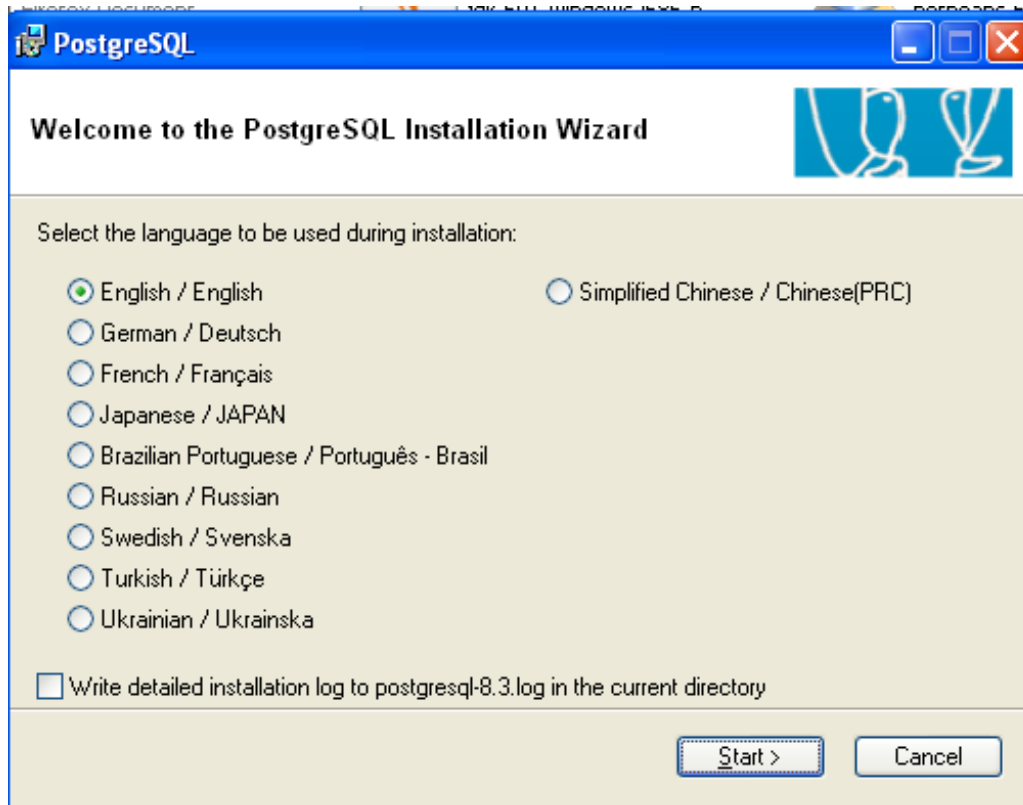 PostgreSQL
Welcome to the PostgreSQL Installation Wizard
Select the language to be used during installation:
English / English
Simplified Chinese / Chinese(PRC)
German / Deutsch
French / Français
Japanese / JAPAN
Brazilian Portuguese / Português - Brasil
Russian / Russian
Swedish / Svenska
Turkish / Türkçe
Ukrainian / Ukrainska
Write detailed installation log to postgresql-8.3.log in the current directory
Start >
Cancel